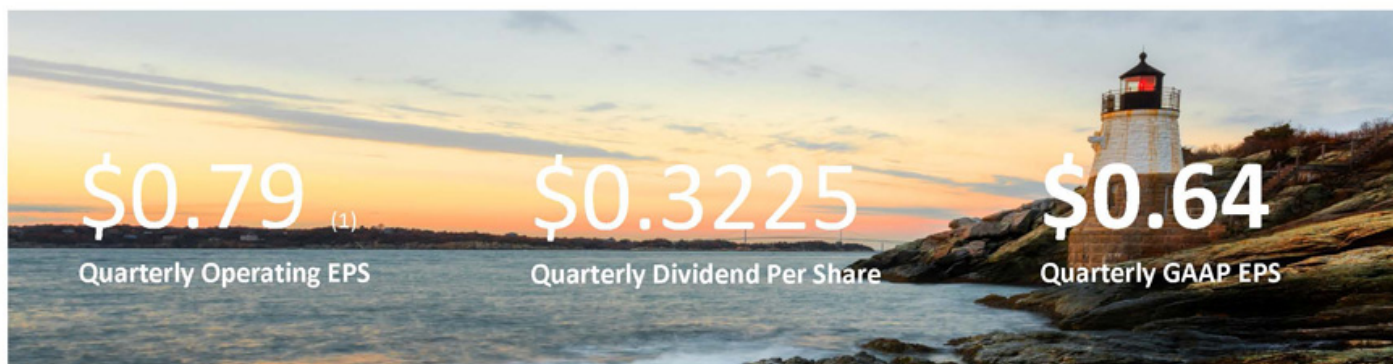 $0.79 (1) $0.3225 $0.64
Quarterly Operating EPS Quarterly Dividend Per Share Quarterly GAAP EPS